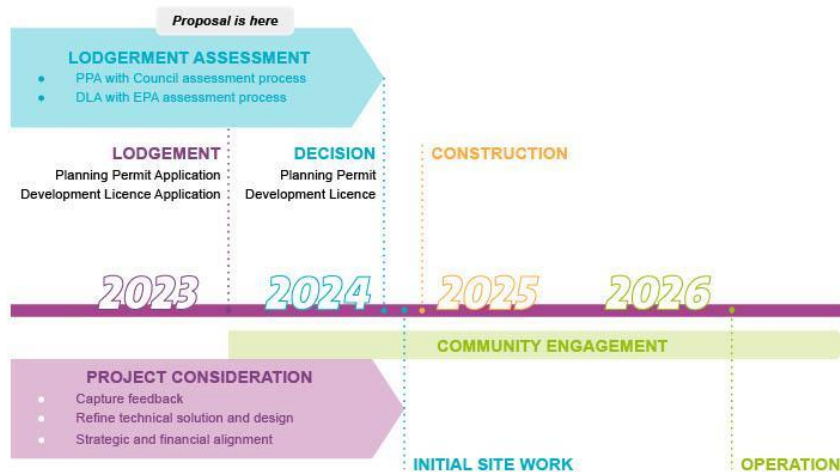 Proposal is here
LODGERMENT ASSESSMENT
PPA with Council assessment process
DLA with EPA assessment process
LODGEMENT
Planning Permit Application
Development Licence Application
DECISION
Planning Permit
Development Licence
CONSTRUCTION
2023
2024
2025
2026
COMMUNITY ENGAGEMENT
PROJECT CONSIDERATION
Capture feedback
Refine technical solution and design
Strategic and financial alignment
INITIAL SITE WORK
OPERATION